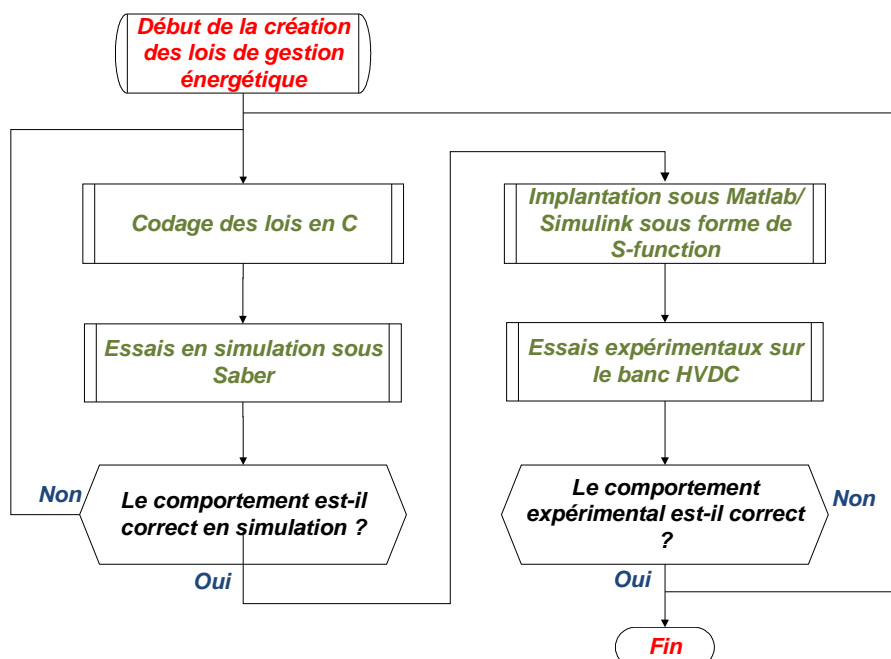 Début de la création
des lois de gestion
énergétique
Codage des lois en C
Essais en simulation sous
Saber
Non
Le comportement est-il
correct en simulation ?
Oui
Implantation sous Matlab/
Simulink sous forme de
S-function
Essais expérimentaux sur
le banc HVDC
Le comportement
expérimental est-il correct
?
Non
Oui
Fin